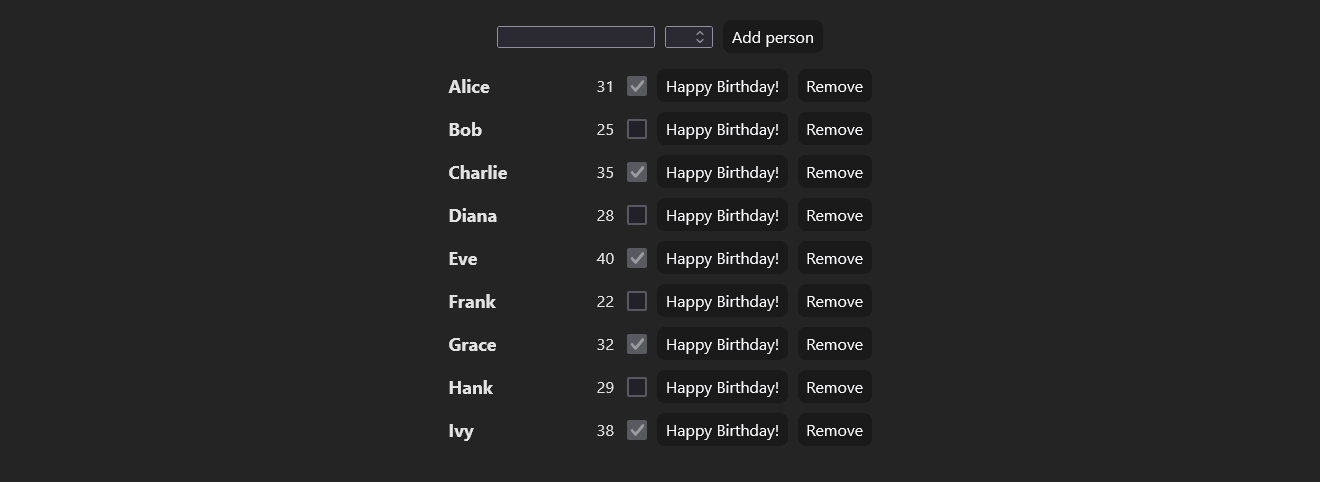 Add person
Alice 31 Happy Birthday! Remove
Bob 25 Happy Birthday! Remove
Charlie 35 Happy Birthday! Remove
Diana 28 Happy Birthday! Remove
Eve 40 Happy Birthday! Remove
Frank 22 Happy Birthday! Remove
Grace 32 Happy Birthday! Remove
Hank 29 Happy Birthday! Remove
Ivy 38 Happy Birthday! Remove